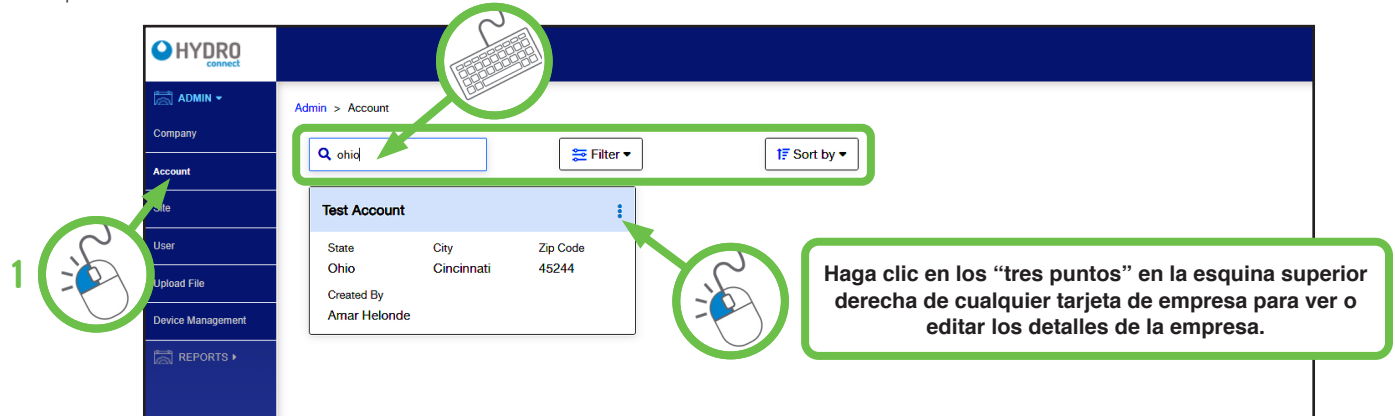 HYDRO
connect
ADMIN
Company
Account
Site
User
Upload File
Device Management
REPORTS
1
Admin > Account
ohio
Filter
Sort by
Test Account
State City Zip Code
Ohio Cincinnati 45244
Created By
Amar Helonde
Haga clic en los “tres puntos” en la esquina superior
derecha de cualquier tarjeta de empresa para ver o
editar los detalles de la empresa.